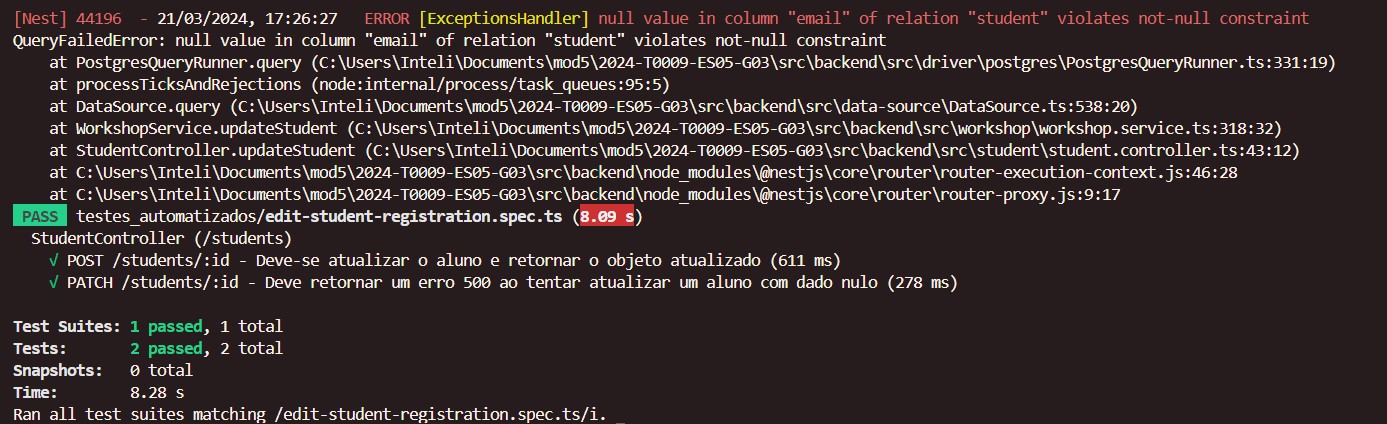 [Nest] 44196  - 21/03/2024, 17:26:27   ERROR [ExceptionsHandler] null value in column "email" of relation "student" violates not-null constraint
QueryFailedError: null value in column "email" of relation "student" violates not-null constraint
    at PostgresQueryRunner.query (C:\Users\Inteli\Documents\mod5\2024-T0009-ES05-G03\src\backend\src\driver\postgres\PostgresQueryRunner.ts:331:19)
    at processTicksAndRejections (node:internal/process/task_queues:95:5)
    at DataSource.query (C:\Users\Inteli\Documents\mod5\2024-T0009-ES05-G03\src\backend\src\data-source\DataSource.ts:538:20)
    at WorkshopService.updateStudent (C:\Users\Inteli\Documents\mod5\2024-T0009-ES05-G03\src\backend\src\workshop\workshop.service.ts:318:32)
    at StudentController.updateStudent (C:\Users\Inteli\Documents\mod5\2024-T0009-ES05-G03\src\backend\src\student\student.controller.ts:43:12)
    at C:\Users\Inteli\Documents\mod5\2024-T0009-ES05-G03\src\backend\node_modules\@nestjs\core\router\router-execution-context.js:46:28
    at C:\Users\Inteli\Documents\mod5\2024-T0009-ES05-G03\src\backend\node_modules\@nestjs\core\router\router-proxy.js:9:17
PASS  testes_automatizados/edit-student-registration.spec.ts (8.09 s)
  StudentController (/students)
    √ POST /students/:id - Deve-se atualizar o aluno e retornar o objeto atualizado (611 ms)
    √ PATCH /students/:id - Deve retornar um erro 500 ao tentar atualizar um aluno com dado nulo (278 ms)
Test Suites: 1 passed, 1 total
Tests:       2 passed, 2 total
Snapshots:   0 total
Time:        8.28 s
Ran all test suites matching /edit-student-registration.spec.ts/i.